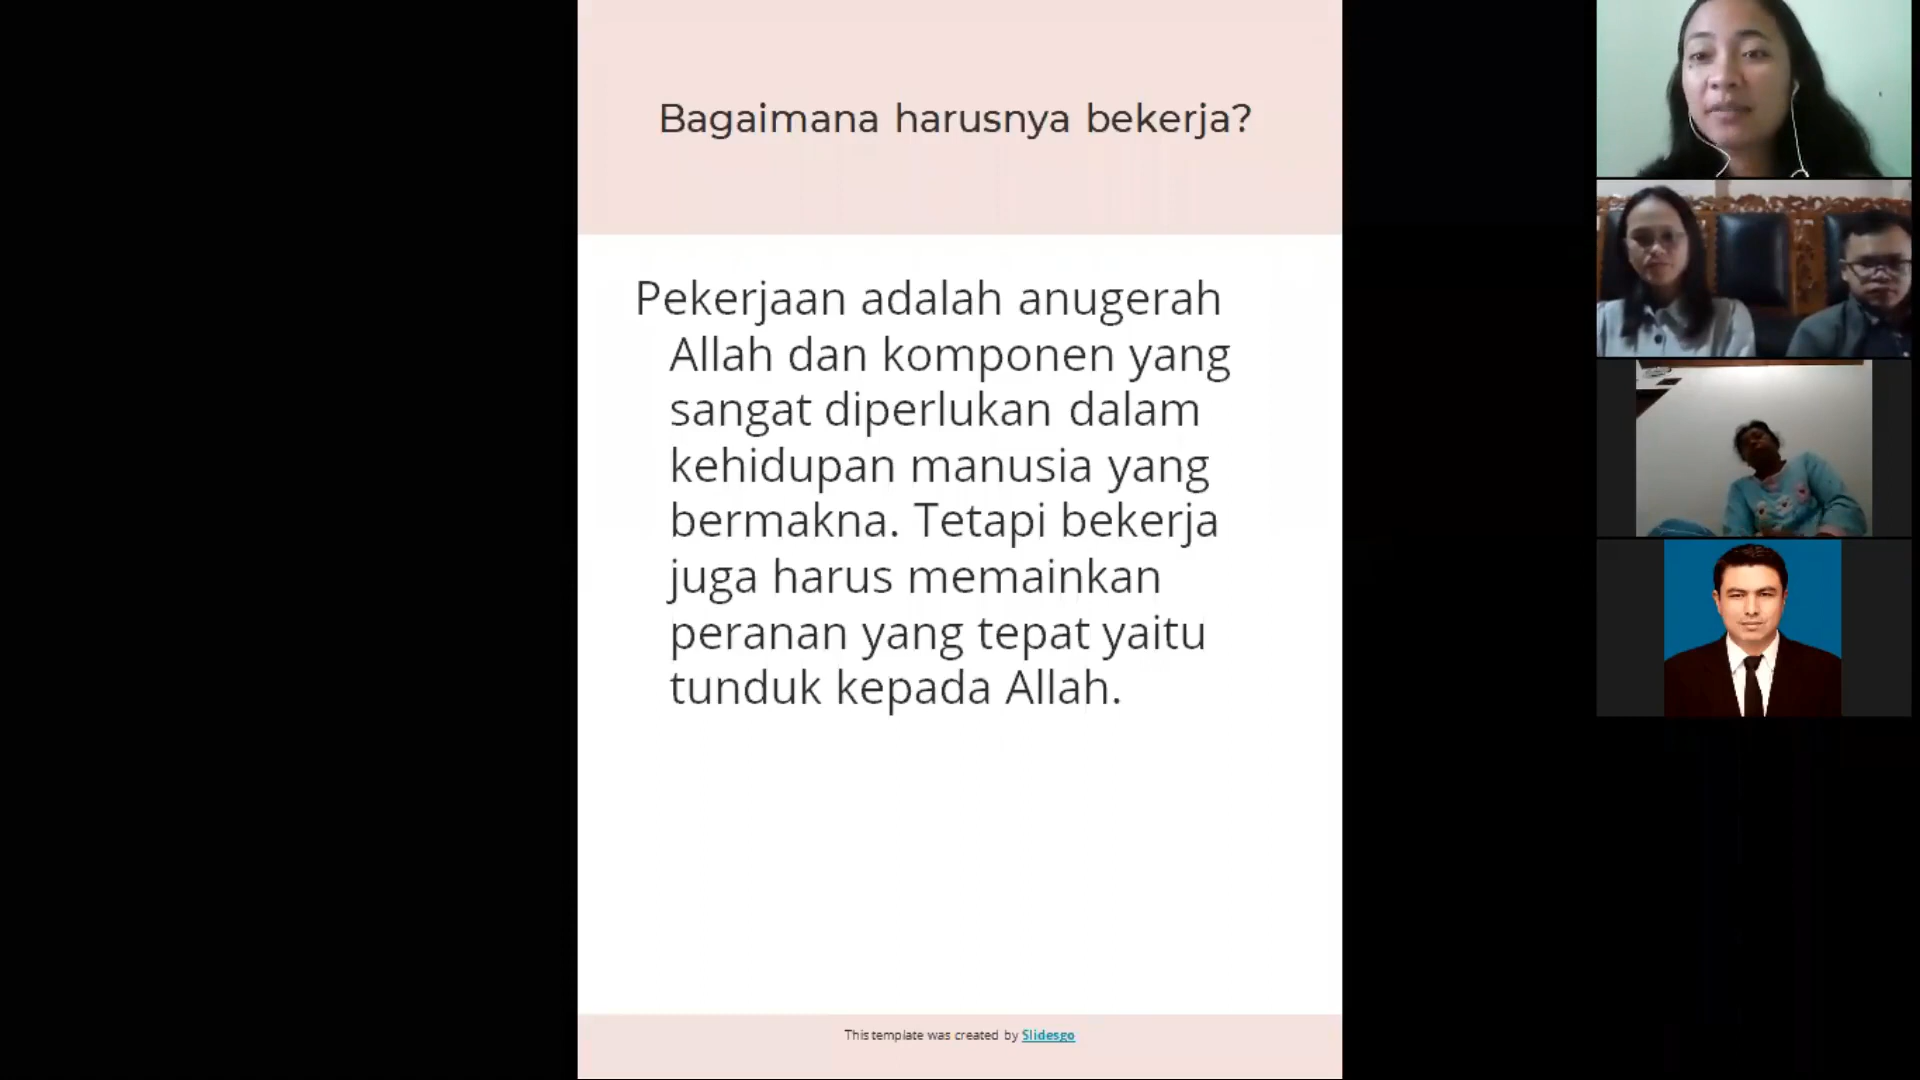 Bagaimana harusnya bekerja?
Pekerjaan adalah anugerah
Allah dan komponen yang
sangat diperlukan dalam
kehidupan manusia yang
bermakna. Tetapi bekerja
juga harus memainkan
peranan yang tepat yaitu
tunduk kepada Allah.
This template was created by Slidesgo